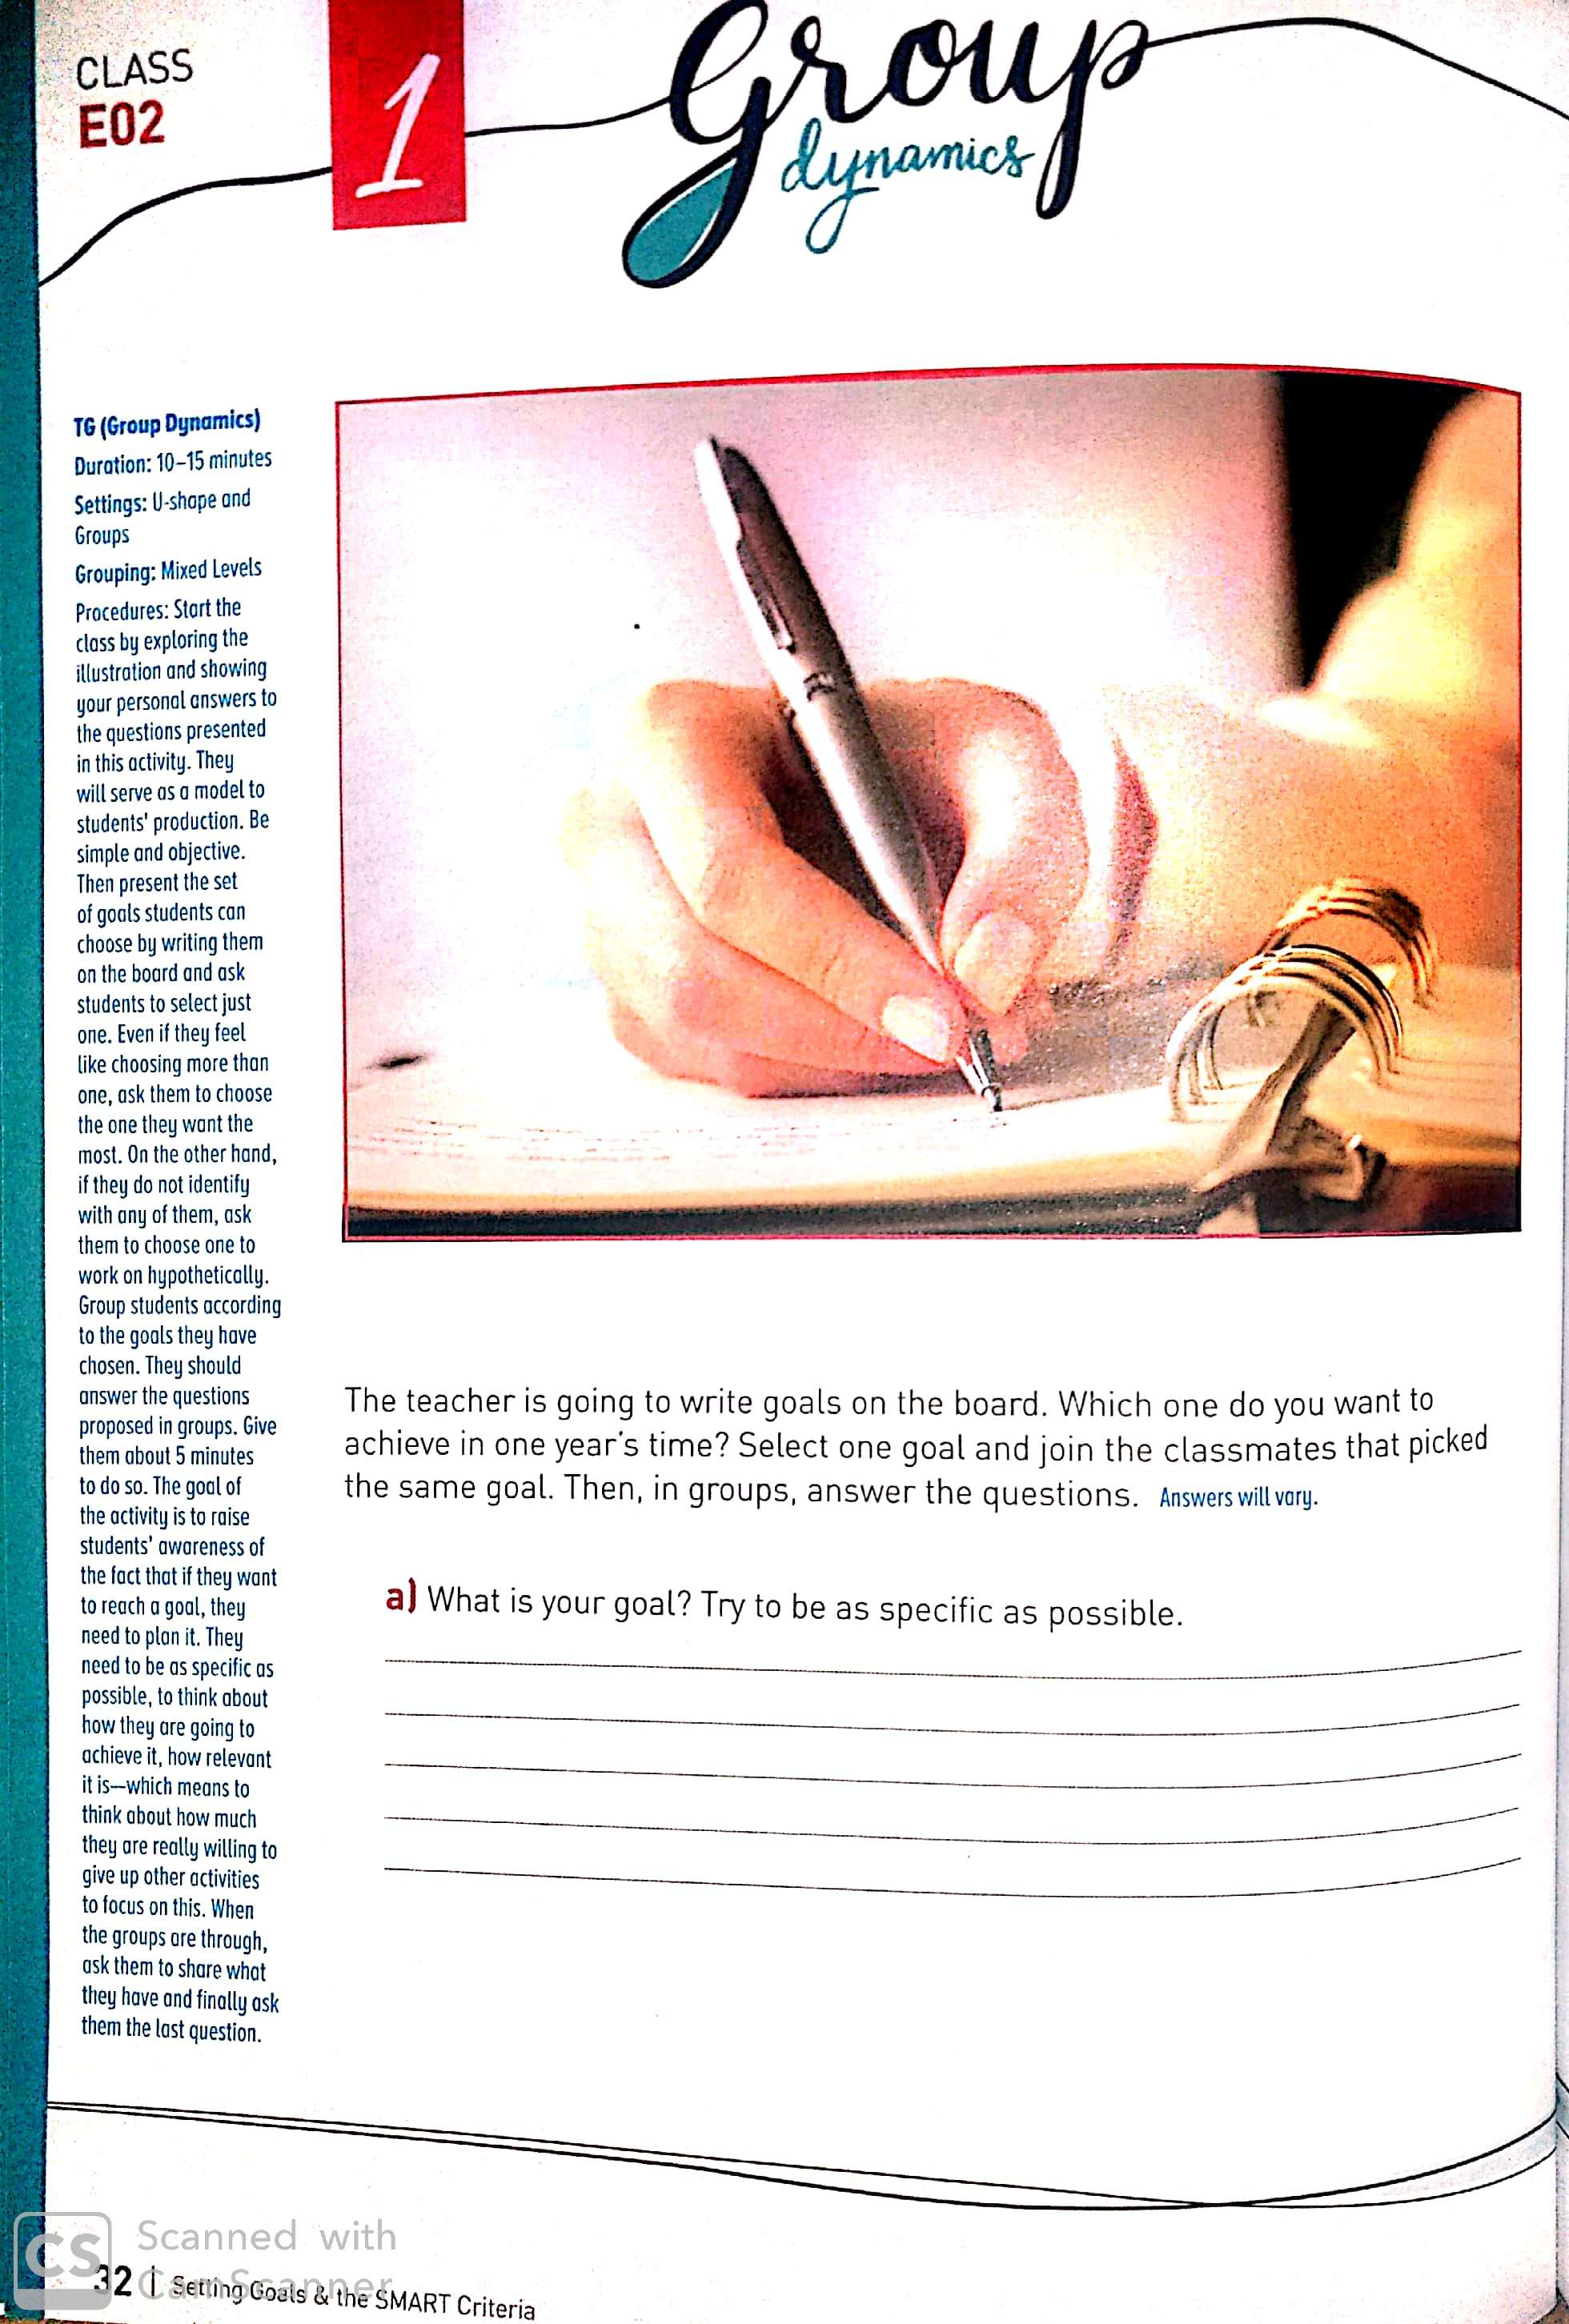 CLASS
E02
1
Group
dynamics
TG (Group Dynamics)
Duration: 10–15 minutes
Settings: U-shape and
Groups
Grouping: Mixed Levels
Procedures: Start the
class by exploring the
illustration and showing
your personal answers to
the questions presented
in this activity. They
will serve as a model to
students' production. Be
simple and objective.
Then present the set
of goals students can
choose by writing them
on the board and ask
students to select just
one. Even if they feel
like choosing more than
one, ask them to choose
the one they want the
most. On the other hand,
if they do not identify
with any of them, ask
them to choose one to
work on hypothetically.
Group students according
to the goals they have
chosen. They should
answer the questions
proposed in groups. Give
them about 5 minutes
to do so. The goal of
the activity is to raise
students' awareness of
the fact that if they want
to reach a goal, they
need to plan it. They
need to be as specific as
possible, to think about
how they are going to
achieve it, how relevant
it is—which means to
think about how much
they are really willing to
give up other activities
to focus on this. When
the groups are through,
ask them to share what
they have and finally ask
them the last question.
The teacher is going to write goals on the board. Which one do you want to
achieve in one year's time? Select one goal and join the classmates that picked
the same goal. Then, in groups, answer the questions. Answers will vary.
a) What is your goal? Try to be as specific as possible.
CS Scanned with
CamScanner
32 | Setting Goals & the SMART Criteria